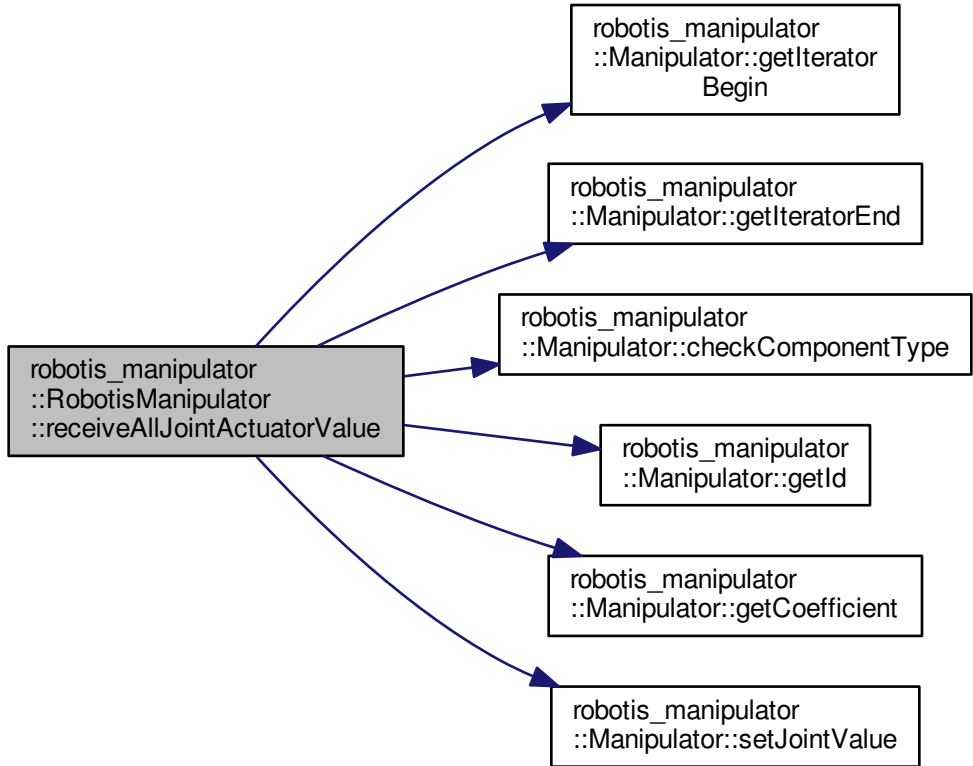 robotis_manipulator
::RobotisManipulator
::receiveAllJointActuatorValue
robotis_manipulator
::Manipulator::getIterator
Begin
robotis_manipulator
::Manipulator::getIteratorEnd
robotis_manipulator
::Manipulator::checkComponentType
robotis_manipulator
::Manipulator::getId
robotis_manipulator
::Manipulator::getCoefficient
robotis_manipulator
::Manipulator::setJointValue